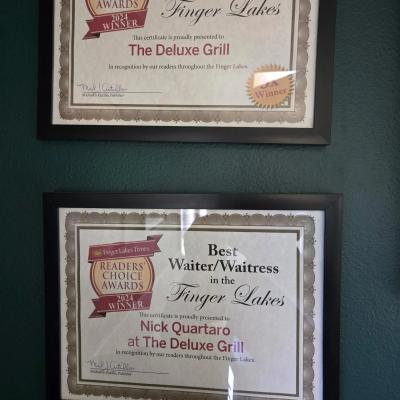 AWARDS
2024
WINNER
Finger Lakes
This certificate is proudly presented to
The Deluxe Grill
In recognition by our readers throughout the Finger Lakes.
3X
Winner
Publisher
Finger Lakes Times
READERS'
CHOICE
AWARDS
2024
WINNER
Best
Waiter/Waitress
in the
Finger Lakes
This certificate is proudly presented to
Nick Quartaro
at The Deluxe Grill
in recognition by our readers throughout the Finger Lakes.
Publisher